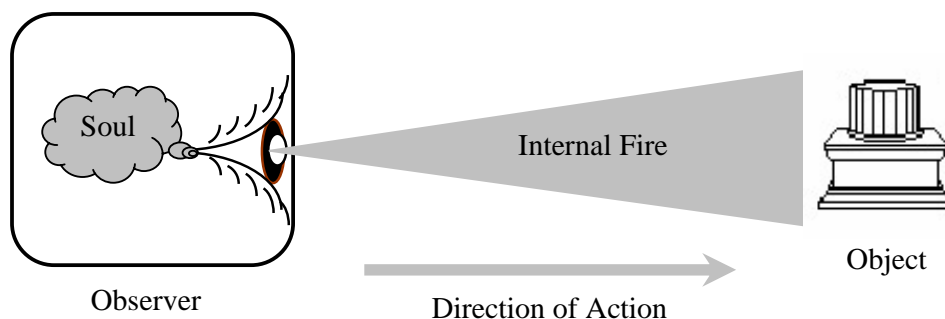 Soul
Internal Fire
Object
Observer
Direction of Action